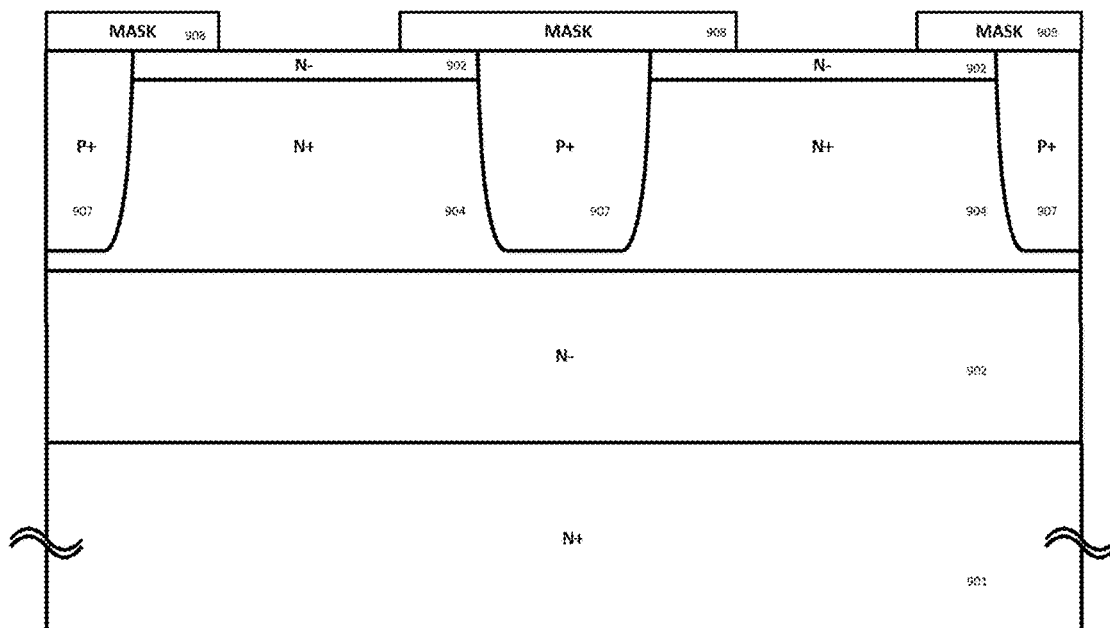 MASK 908 MASK 908 MASK 908
N- 902 N- 902
P+ N+ P+ N+ P+
907 904 907 904 907
N-
902
N+
901